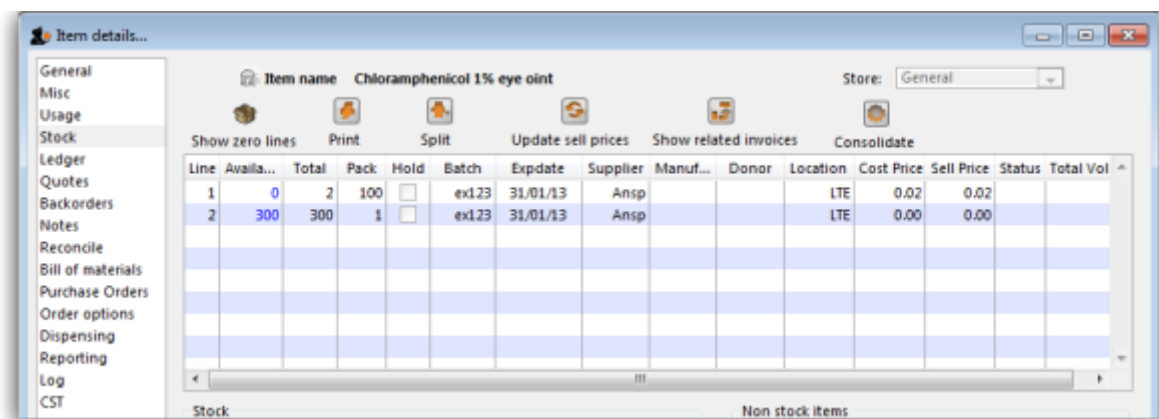 Item details...
General
Misc
Usage
Stock
Ledger
Quotes
Backorders
Notes
Reconcile
Bill of materials
Purchase Orders
Order options
Dispensing
Reporting
Log
CST
Item name Chloramphenicol 1% eye oint
Store: General
Show zero lines Print Split Update sell prices Show related invoices Consolidate
Line Availa... Total Pack Hold Batch Expdate Supplier Manuf... Donor Location Cost Price Sell Price Status Total Vol
1 0 2 100 ex123 31/01/13 Ansp LTE 0.02 0.02
2 300 300 1 ex123 31/01/13 Ansp LTE 0.00 0.00
Stock Non stock items